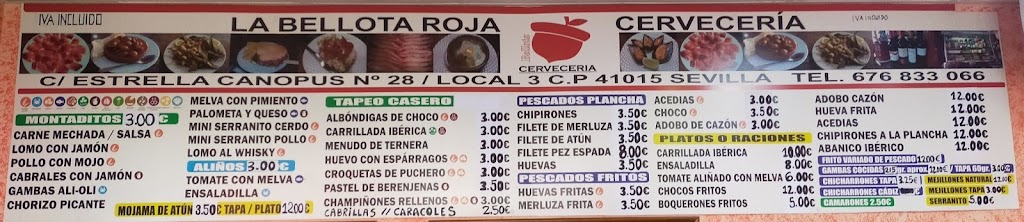 IVA INCLUIDO
LA BELLOTA ROJA
CERVECERÍA
IVA INCLUIDO
laBellota
CERVECERIA
C/ ESTRELLA CANOPUS Nº 28 / LOCAL 3 C.P 41015 SEVILLA TEL. 676 833 066
MONTADITOS 3.00€
CARNE MECHADA / SALSA
LOMO CON JAMÓN
POLLO CON MOJO
CABRALES CON JAMÓN
GAMBAS ALI-OLI
CHORIZO PICANTE
MELVA CON PIMIENTO
PALOMETA Y QUESO
MINI SERRANITO CERDO
MINI SERRANITO POLLO
LOMO AL WHISKY
ALIÑOS 3.00€
TOMATE CON MELVA
ENSALADILLA
MOJAMA DE ATÚN 3.50€ TAPA / PLATO 12.00€
TAPEO CASERO
ALBÓNDIGAS DE CHOCO 3.00€
CARRILLADA IBÉRICA 3.00€
MENUDO DE TERNERA 3.00€
HUEVO CON ESPÁRRAGOS 3.00€
CROQUETAS DE PUCHERO 3.00€
PASTEL DE BERENJENAS 3.50€
CHAMPIÑONES RELLENOS 3.00€
CABRILLAS // CARACOLES 2.50€
PESCADOS PLANCHA
CHIPIRONES 3.50€
FILETE DE MERLUZA 3.50€
FILETE DE ATÚN 3.50€
FILETE PEZ ESPADA 8.00€
HUEVAS 3.50€
PESCADOS FRITOS
HUEVAS FRITAS 3.50€
MERLUZA FRITA 3.50€
ACEDIAS 3.00€
CHOCO 3.50€
ADOBO DE CAZÓN 3.00€
PLATOS O RACIONES
CARRILLADA IBÉRICA 10.00€
ENSALADILLA 8.00€
TOMATE ALIÑADO CON MELVA 6.00€
CHOCOS FRITOS 12.00€
BOQUERONES FRITOS 5.00€
ADOBO CAZÓN 12.00€
HUEVA FRITA 12.00€
ACEDIAS 12.00€
CHIPIRONES A LA PLANCHA 12.00€
ABANICO IBÉRICO 12.00€
FRITO VARIADO DE PESCADO 12.00€
GAMBAS COCIDAS 215gr. aprox. 12.00€ / TAPA 60gr. 3.00€
CHICHARRONES TAPA 3.25€
CHICHARRONES CÁDIZ
CAMARONES 2.50€
MEJILLONES NATURAL 12.00€
MEJILLONES TAPA 3.00€
SERRANITO 5.00€